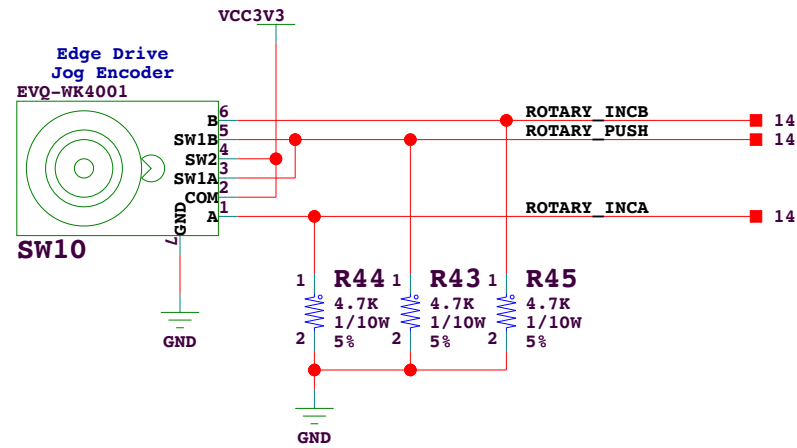 VCC3V3
Edge Drive
Jog Encoder
EVQ-WK4001
B 6 ROTARY_INCB 14
SW1B 5 ROTARY_PUSH 14
SW2 4
SW1A 3
COM 2
A 1 ROTARY_INCA 14
GND 7
SW10
GND
1 R44
4.7K
1/10W
2 5%
1 R43
4.7K
1/10W
2 5%
1 R45
4.7K
1/10W
2 5%
GND